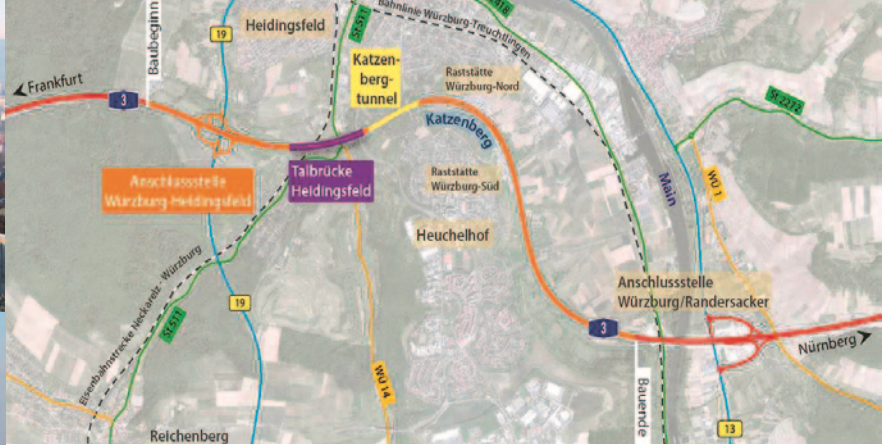 Baubeginn
19
Heidingsfeld
St 511
Bahnlinie Würzburg-Treuchtlingen
Frankfurt
3
Katzen-
berg-
tunnel
Raststätte
Würzburg-Nord
Katzenberg
St 2272
Anschlussstelle
Würzburg-Heidingsfeld
Talbrücke
Heidingsfeld
Raststätte
Würzburg-Süd
Main
WÜ 1
Heuchelhof
Eisenbahnstrecke Neckarelz - Würzburg
19
St 511
Anschlussstelle
Würzburg/Randersacker
3
Nürnberg
WÜ 14
Bauende
Reichenberg
13